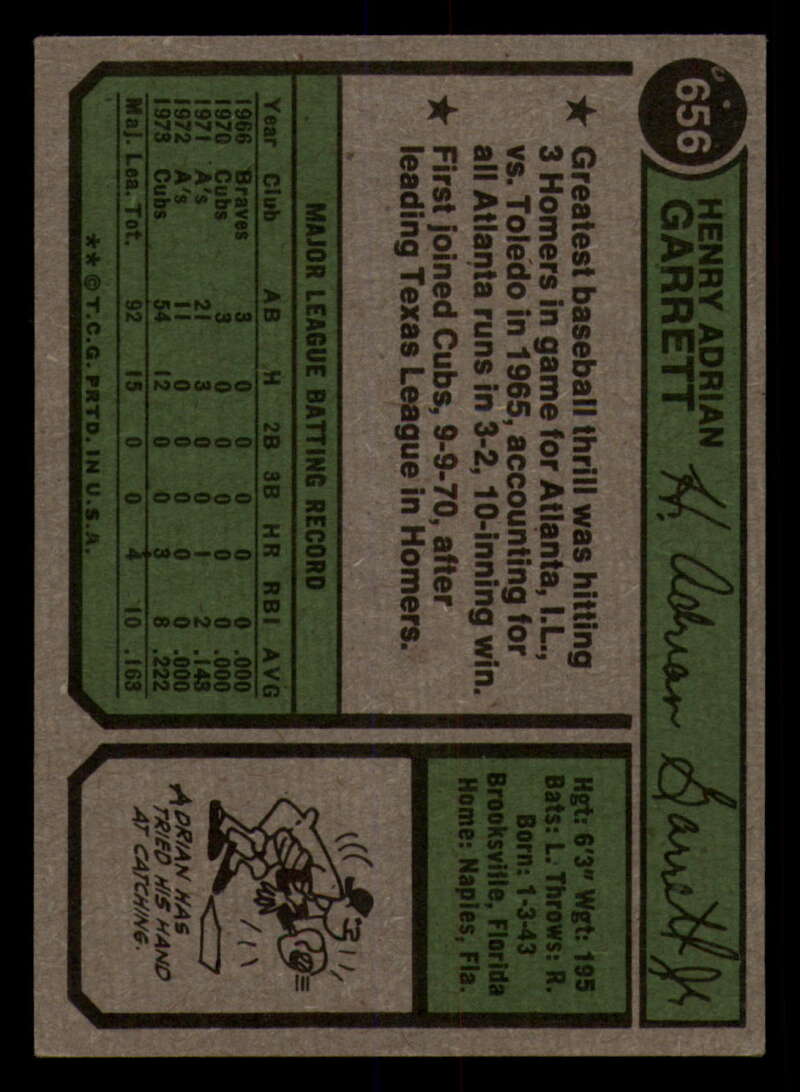 656
HENRY ADRIAN
GARRETT
H. Adrian Garrett Jr
★ Greatest baseball thrill was hitting
3 Homers in game for Atlanta, I.L.,
vs. Toledo in 1965, accounting for
all Atlanta runs in 3-2, 10-inning win.
★ First joined Cubs, 9-9-70, after
leading Texas League in Homers.
MAJOR LEAGUE BATTING RECORD
Year Club AB H 2B 3B HR RBI AVG
1966 Braves 3 0 0 0 0 0 .000
1970 Cubs 3 0 0 0 0 0 .000
1971 A's 21 3 0 0 1 2 .143
1972 A's 11 0 0 0 0 0 .000
1973 Cubs 54 12 0 0 3 8 .222
Maj. Lea. Tot. 92 15 0 0 4 10 .163
**©T.C.G. PRTD. IN U.S.A.
Hgt: 6'3" Wgt: 195
Bats: L. Throws: R.
Born: 1-3-43
Brooksville, Florida
Home: Naples, Fla.
ADRIAN HAS
TRIED HIS HAND
AT CATCHING.